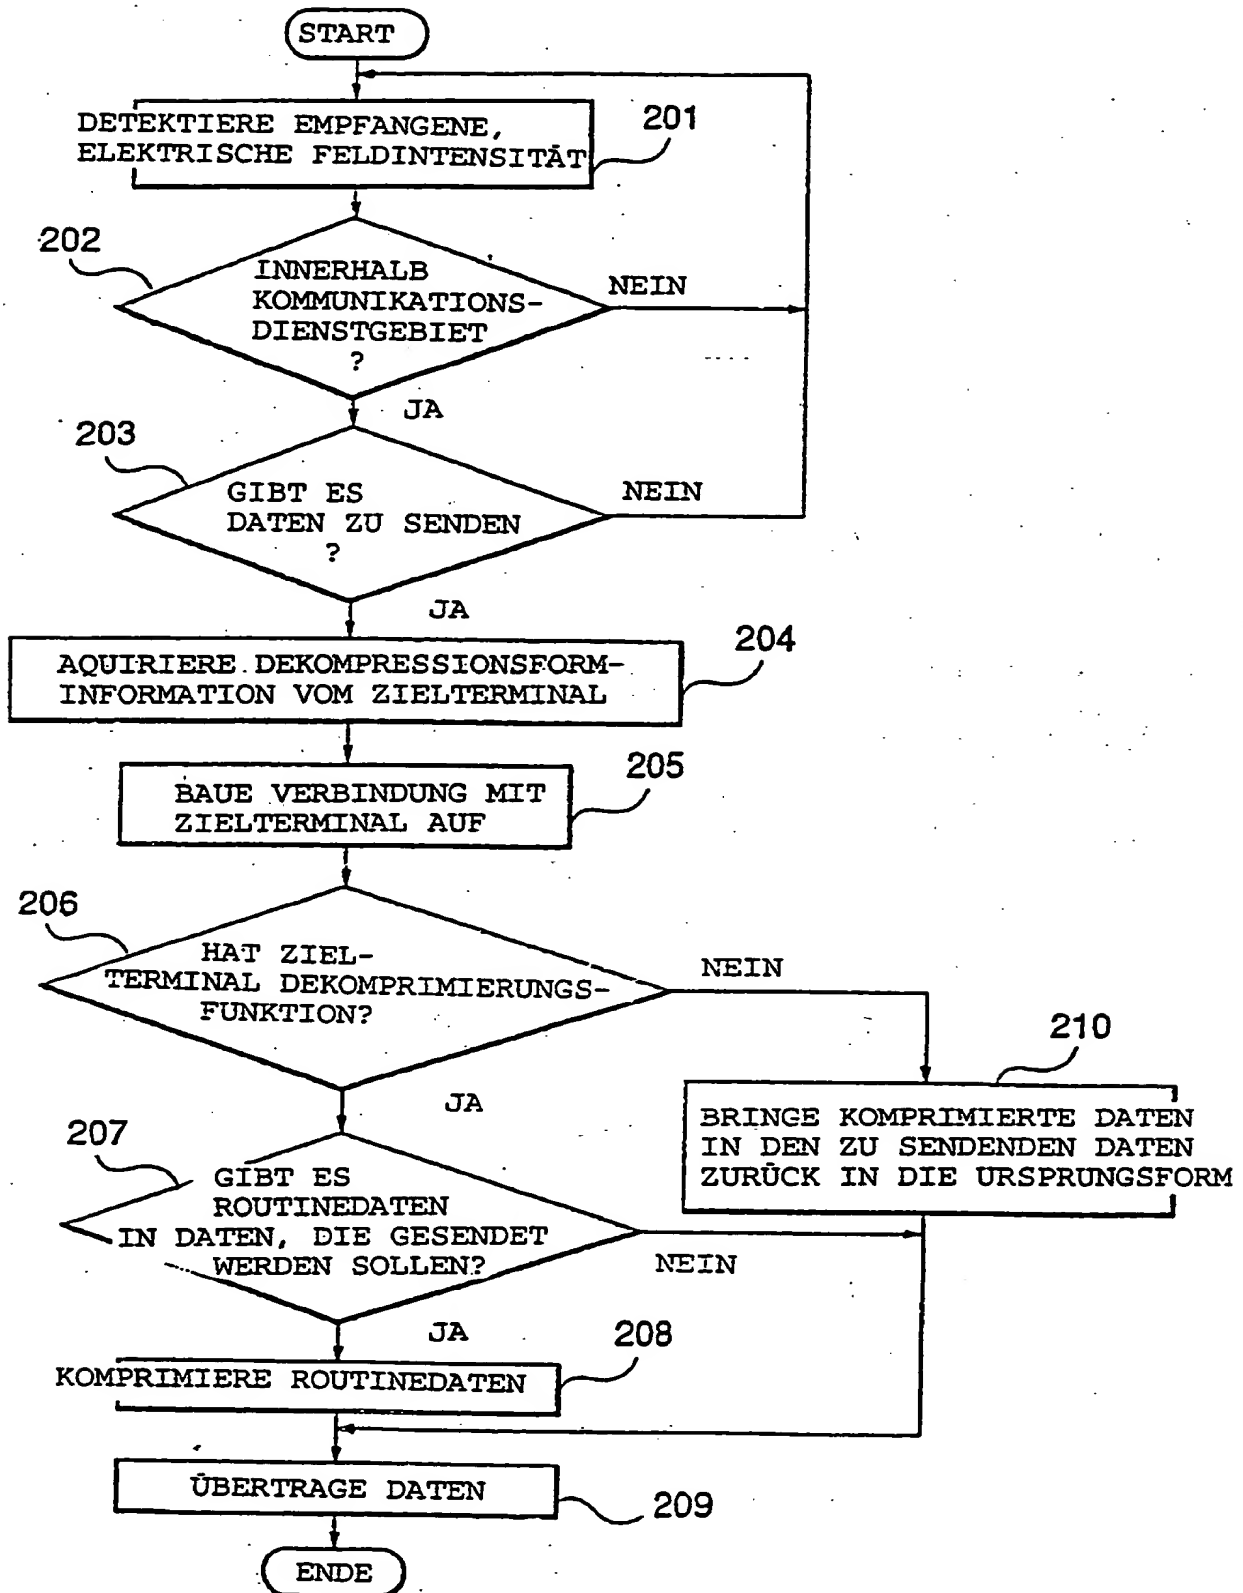 START
DETEKTIERE EMPFANGENE,
ELEKTRISCHE FELDINTENSITÄT
201
202
INNERHALB
KOMMUNIKATIONS-
DIENSTGEBIET
?
NEIN
JA
203
GIBT ES
DATEN ZU SENDEN
?
NEIN
JA
204
AQUIRIERE DEKOMPRESSIONSFORM-
INFORMATION VOM ZIELTERMINAL
205
BAUE VERBINDUNG MIT
ZIELTERMINAL AUF
206
HAT ZIEL-
TERMINAL DEKOMPRIMIERUNGS-
FUNKTION?
NEIN
JA
210
BRINGE KOMPRIMIERTE DATEN
IN DEN ZU SENDENDEN DATEN
ZURÜCK IN DIE URSPRUNGSFORM
207
GIBT ES
ROUTINEDATEN
IN DATEN, DIE GESENDET
WERDEN SOLLEN?
NEIN
JA
208
KOMPRIMIERE ROUTINEDATEN
ÜBERTRAGE DATEN
209
ENDE